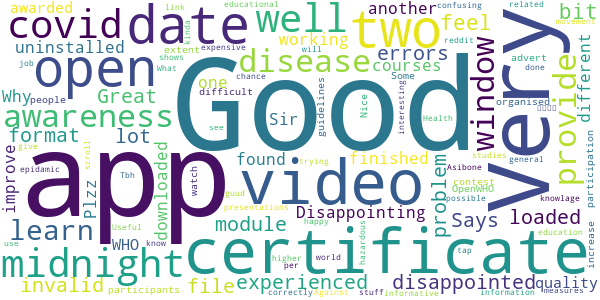 awarded
link
educational
confusing
movement
covid
date
well
another
kinda
expensive
two
feel
reddit
bit
uninstalled
extent
working
will
related
job
shows
What
disease
errors
window
advert
done
different
open
Why
people
Great
one
courses
Some
chance
very
organised
provide
awareness
difficult
Sir
guidelines
Nice
interesting
Health
format
lot
see
Good
improve
epidemic
give
scroll
Plzz
downloaded
found
finished
trying
problem
studies
general
app
Tbh
watch
video
Asibone
contest
OpenWHO
possible
knowlage
participation
learn
WHO
module
guud
presentations
Disappointing
happy
Says
loaded
education
midnight
Useful
certificate
use
know
higher
hazardous
tap
increase
invalid
file
experienced
disappointed
quality
participants
per
world
correctly
Against
stuff
informative
information
measures